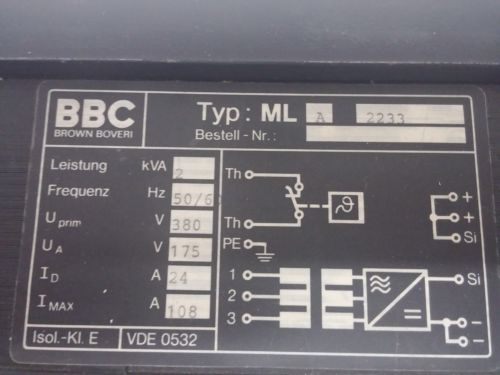 BBC
BROWN BOVERI
Typ: ML A 2233
Bestell-Nr.:
Leistung kVA 2
Frequenz Hz 50/60
U prim V 380
U A V 175
I D A 24
I MAX A 108
Isol.-Kl. E VDE 0532
Th
Th
PE
1
2
3
ϑ
+
+
Si
Si
-
-